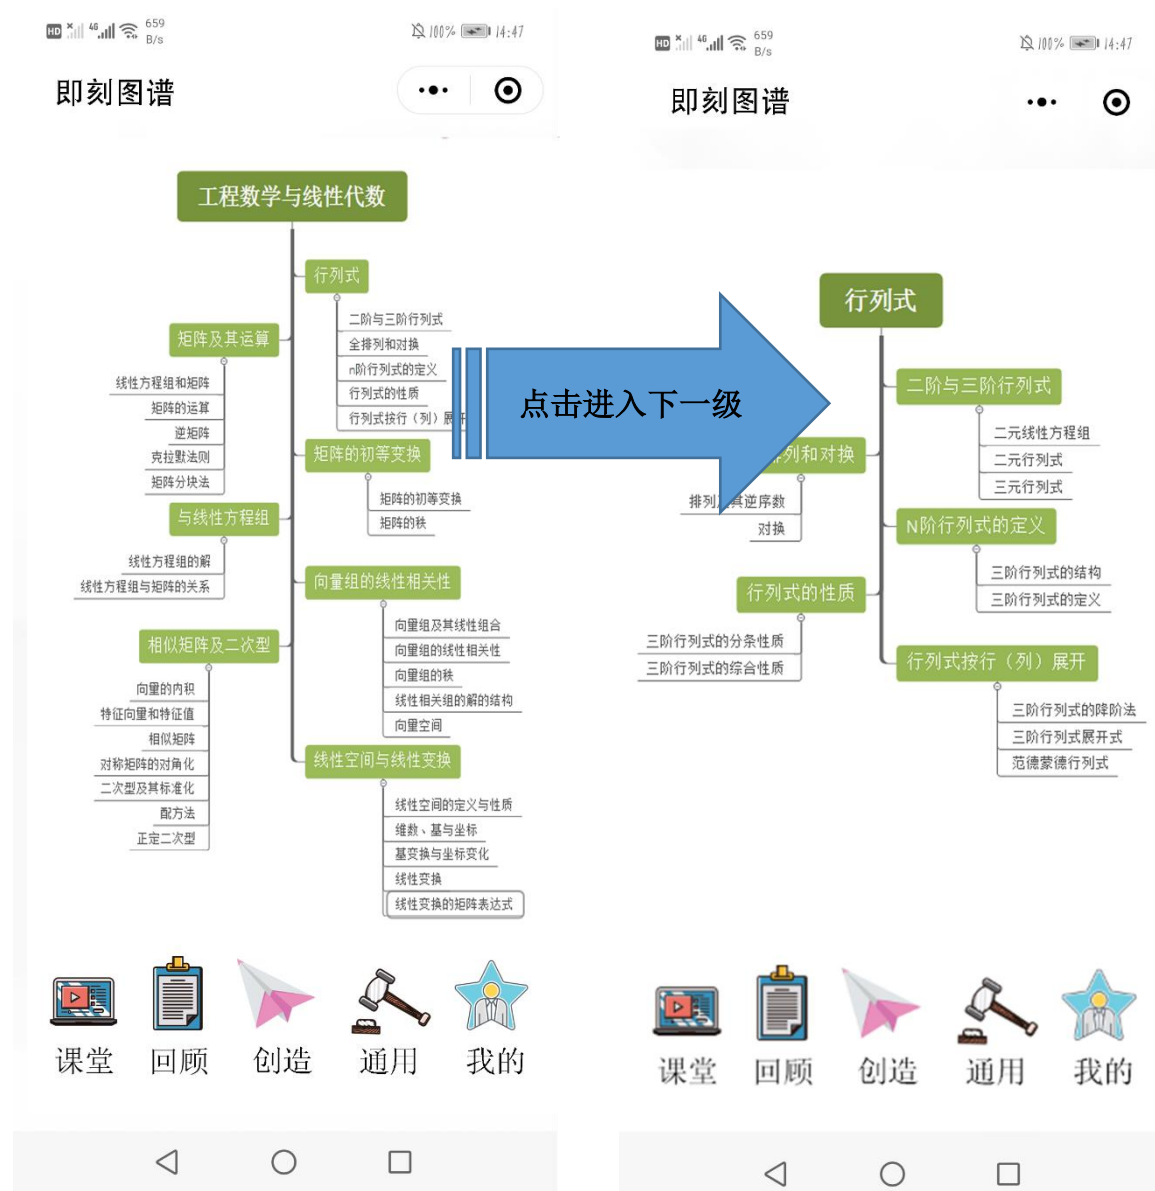 HD 4G 659 B/s 100% 14:47
即刻图谱
工程数学与线性代数
行列式
二阶与三阶行列式
全排列和对换
n阶行列式的定义
行列式的性质
行列式按行（列）展开
矩阵及其运算
线性方程组和矩阵
矩阵的运算
逆矩阵
克拉默法则
矩阵分块法
矩阵的初等变换
矩阵的初等变换
矩阵的秩
与线性方程组
线性方程组的解
线性方程组与矩阵的关系
向量组的线性相关性
向量组及其线性组合
向量组的线性相关性
向量组的秩
线性相关组的解的结构
向量空间
相似矩阵及二次型
向量的内积
特征向量和特征值
相似矩阵
对称矩阵的对角化
二次型及其标准化
配方法
正定二次型
线性空间与线性变换
线性空间的定义与性质
维数、基与坐标
基变换与坐标变化
线性变换
线性变换的矩阵表达式
课堂 回顾 创造 通用 我的
点击进入下一级
HD 4G 659 B/s 100% 14:47
即刻图谱
行列式
二阶与三阶行列式
二元线性方程组
二元行列式
三元行列式
排列和对换
排列及其逆序数
对换
N阶行列式的定义
三阶行列式的结构
三阶行列式的定义
行列式的性质
三阶行列式的分条性质
三阶行列式的综合性质
行列式按行（列）展开
三阶行列式的降阶法
三阶行列式展开式
范德蒙德行列式
课堂 回顾 创造 通用 我的